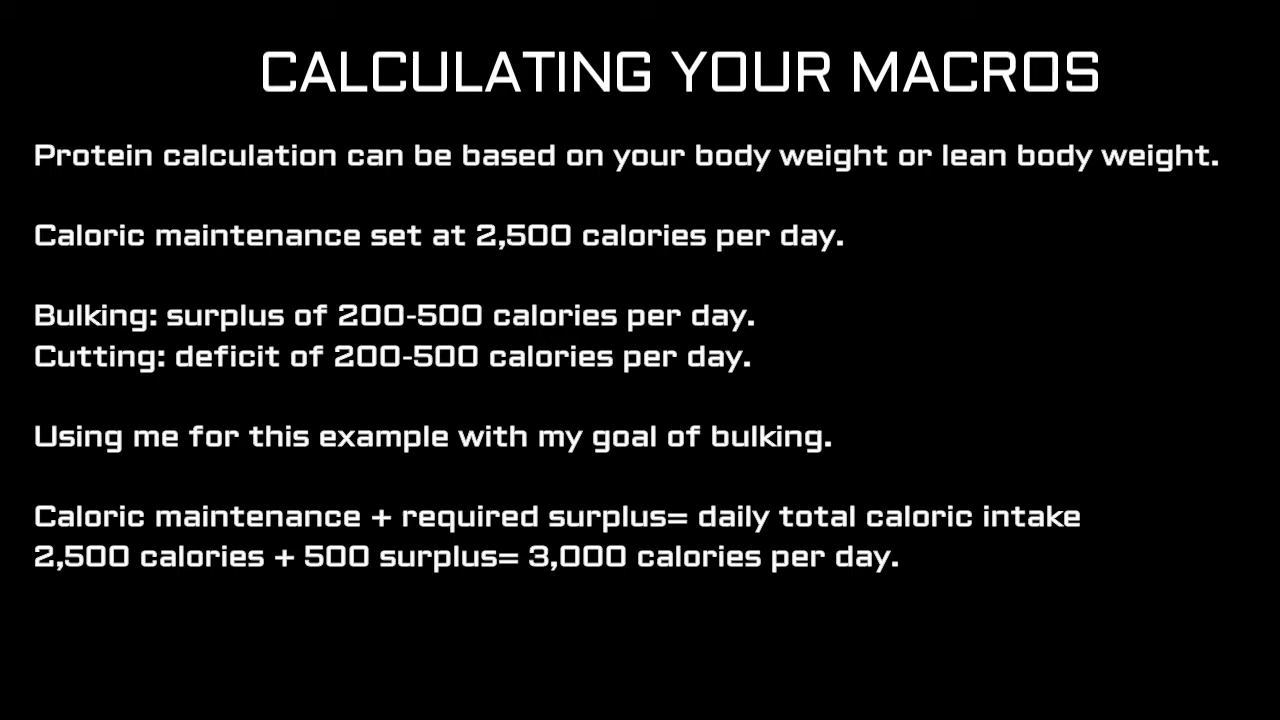 CALCULATING YOUR MACROS
Protein calculation can be based on your body weight or lean body weight.
Caloric maintenance set at 2,500 calories per day.
Bulking: surplus of 200-500 calories per day.
Cutting: deficit of 200-500 calories per day.
Using me for this example with my goal of bulking.
Caloric maintenance + required surplus= daily total caloric intake
2,500 calories + 500 surplus= 3,000 calories per day.